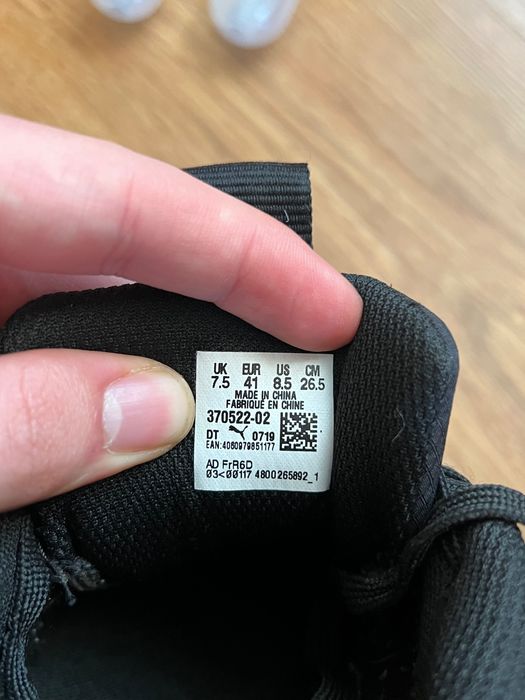 UK EUR US CM
7.5 41 8.5 26.5
MADE IN CHINA
FABRIQUÉ EN CHINE
370522-02
DT 0719
EAN:4060979851177
AD FrR6D
03<00117 4800265892_1